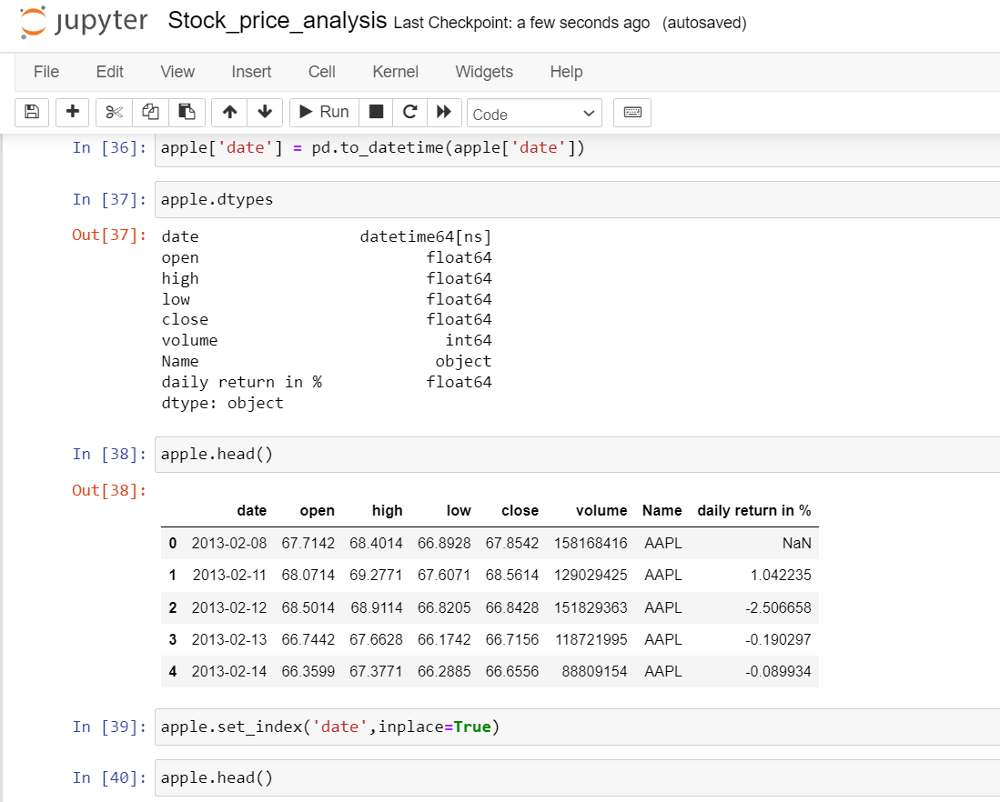 jupyter Stock_price_analysis Last Checkpoint: a few seconds ago (autosaved)
File Edit View Insert Cell Kernel Widgets Help
Run Code
In [36]: apple['date'] = pd.to_datetime(apple['date'])
In [37]: apple.dtypes
Out[37]: date datetime64[ns]
open float64
high float64
low float64
close float64
volume int64
Name object
daily return in % float64
dtype: object
In [38]: apple.head()
Out[38]:
date open high low close volume Name daily return in %
0 2013-02-08 67.7142 68.4014 66.8928 67.8542 158168416 AAPL NaN
1 2013-02-11 68.0714 69.2771 67.6071 68.5614 129029425 AAPL 1.042235
2 2013-02-12 68.5014 68.9114 66.8205 66.8428 151829363 AAPL -2.506658
3 2013-02-13 66.7442 67.6628 66.1742 66.7156 118721995 AAPL -0.190297
4 2013-02-14 66.3599 67.3771 66.2885 66.6556 88809154 AAPL -0.089934
In [39]: apple.set_index('date',inplace=True)
In [40]: apple.head()